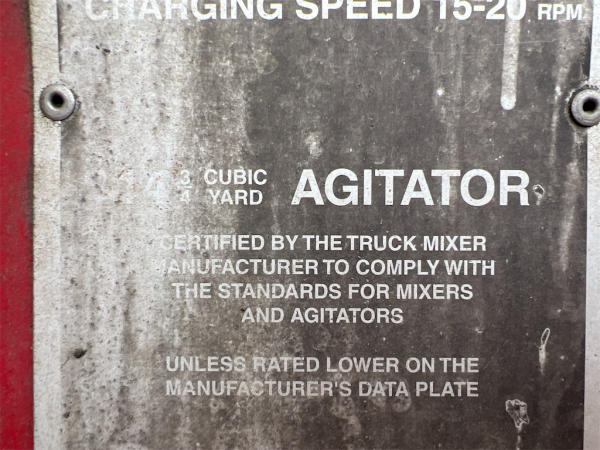 CHARGING SPEED 15-20 RPM
3/4 CUBIC YARD AGITATOR
CERTIFIED BY THE TRUCK MIXER
MANUFACTURER TO COMPLY WITH
THE STANDARDS FOR MIXERS
AND AGITATORS
UNLESS RATED LOWER ON THE
MANUFACTURER'S DATA PLATE